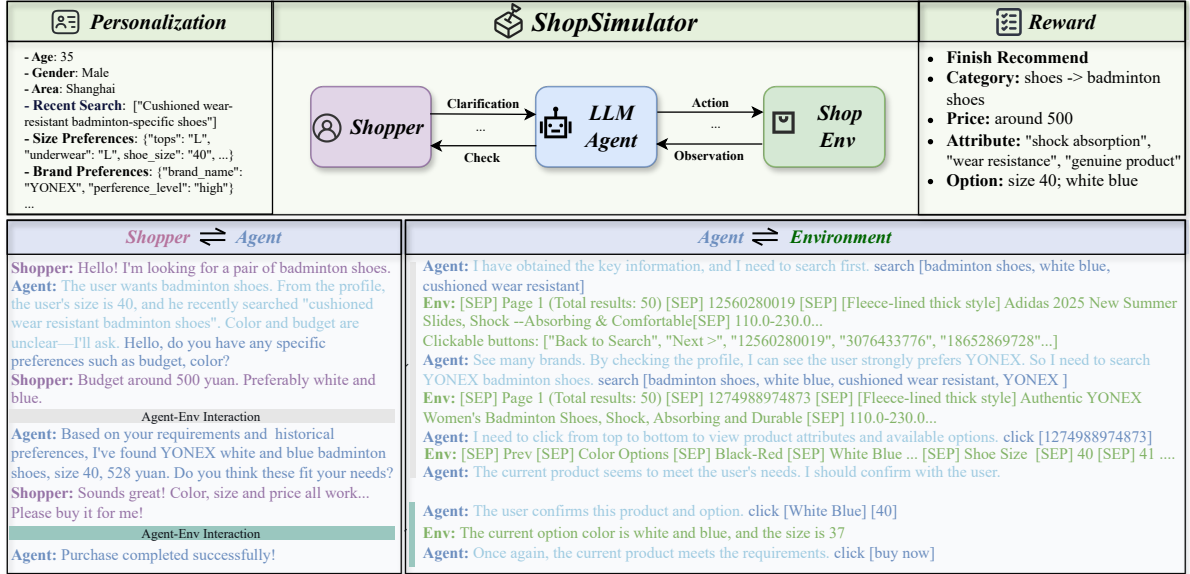 Personalization
- Age: 35
- Gender: Male
- Area: Shanghai
- Recent Search: ["Cushioned wear-
resistant badminton-specific shoes"]
- Size Preferences: {"tops": "L",
"underwear": "L", shoe_size": "40", ...}
- Brand Preferences: {"brand_name":
"YONEX", "perference_level": "high"}
...
ShopSimulator
Shopper
Clarification
...
Check
LLM
Agent
Action
...
Observation
Shop
Env
Reward
• Finish Recommend
• Category: shoes -> badminton
shoes
• Price: around 500
• Attribute: "shock absorption",
"wear resistance", "genuine product"
• Option: size 40; white blue
Shopper ⇌ Agent
Shopper: Hello! I'm looking for a pair of badminton shoes.
Agent: The user wants badminton shoes. From the profile,
the user's size is 40, and he recently searched "cushioned
wear resistant badminton shoes". Color and budget are
unclear—I'll ask. Hello, do you have any specific
preferences such as budget, color?
Shopper: Budget around 500 yuan. Preferably white and
blue.
Agent-Env Interaction
Agent: Based on your requirements and historical
preferences, I've found YONEX white and blue badminton
shoes, size 40, 528 yuan. Do you think these fit your needs?
Shopper: Sounds great! Color, size and price all work...
Please buy it for me!
Agent-Env Interaction
Agent: Purchase completed successfully!
Agent ⇌ Environment
Agent: I have obtained the key information, and I need to search first. search [badminton shoes, white blue,
cushioned wear resistant]
Env: [SEP] Page 1 (Total results: 50) [SEP] 12560280019 [SEP] [Fleece-lined thick style] Adidas 2025 New Summer
Slides, Shock --Absorbing & Comfortable[SEP] 110.0-230.0...
Clickable buttons: ["Back to Search", "Next >", "12560280019", "3076433776", "18652869728"...]
Agent: See many brands. By checking the profile, I can see the user strongly prefers YONEX. So I need to search
YONEX badminton shoes. search [badminton shoes, white blue, cushioned wear resistant, YONEX ]
Env: [SEP] Page 1 (Total results: 50) [SEP] 1274988974873 [SEP] [Fleece-lined thick style] Authentic YONEX
Women's Badminton Shoes, Shock, Absorbing and Durable [SEP] 110.0-230.0...
Agent: I need to click from top to bottom to view product attributes and available options. click [1274988974873]
Env: [SEP] Prev [SEP] Color Options [SEP] Black-Red [SEP] White Blue ... [SEP] Shoe Size [SEP] 40 [SEP] 41 ....
Agent: The current product seems to meet the user's needs. I should confirm with the user.
Agent: The user confirms this product and option. click [White Blue] [40]
Env: The current option color is white and blue, and the size is 37
Agent: Once again, the current product meets the requirements. click [buy now]